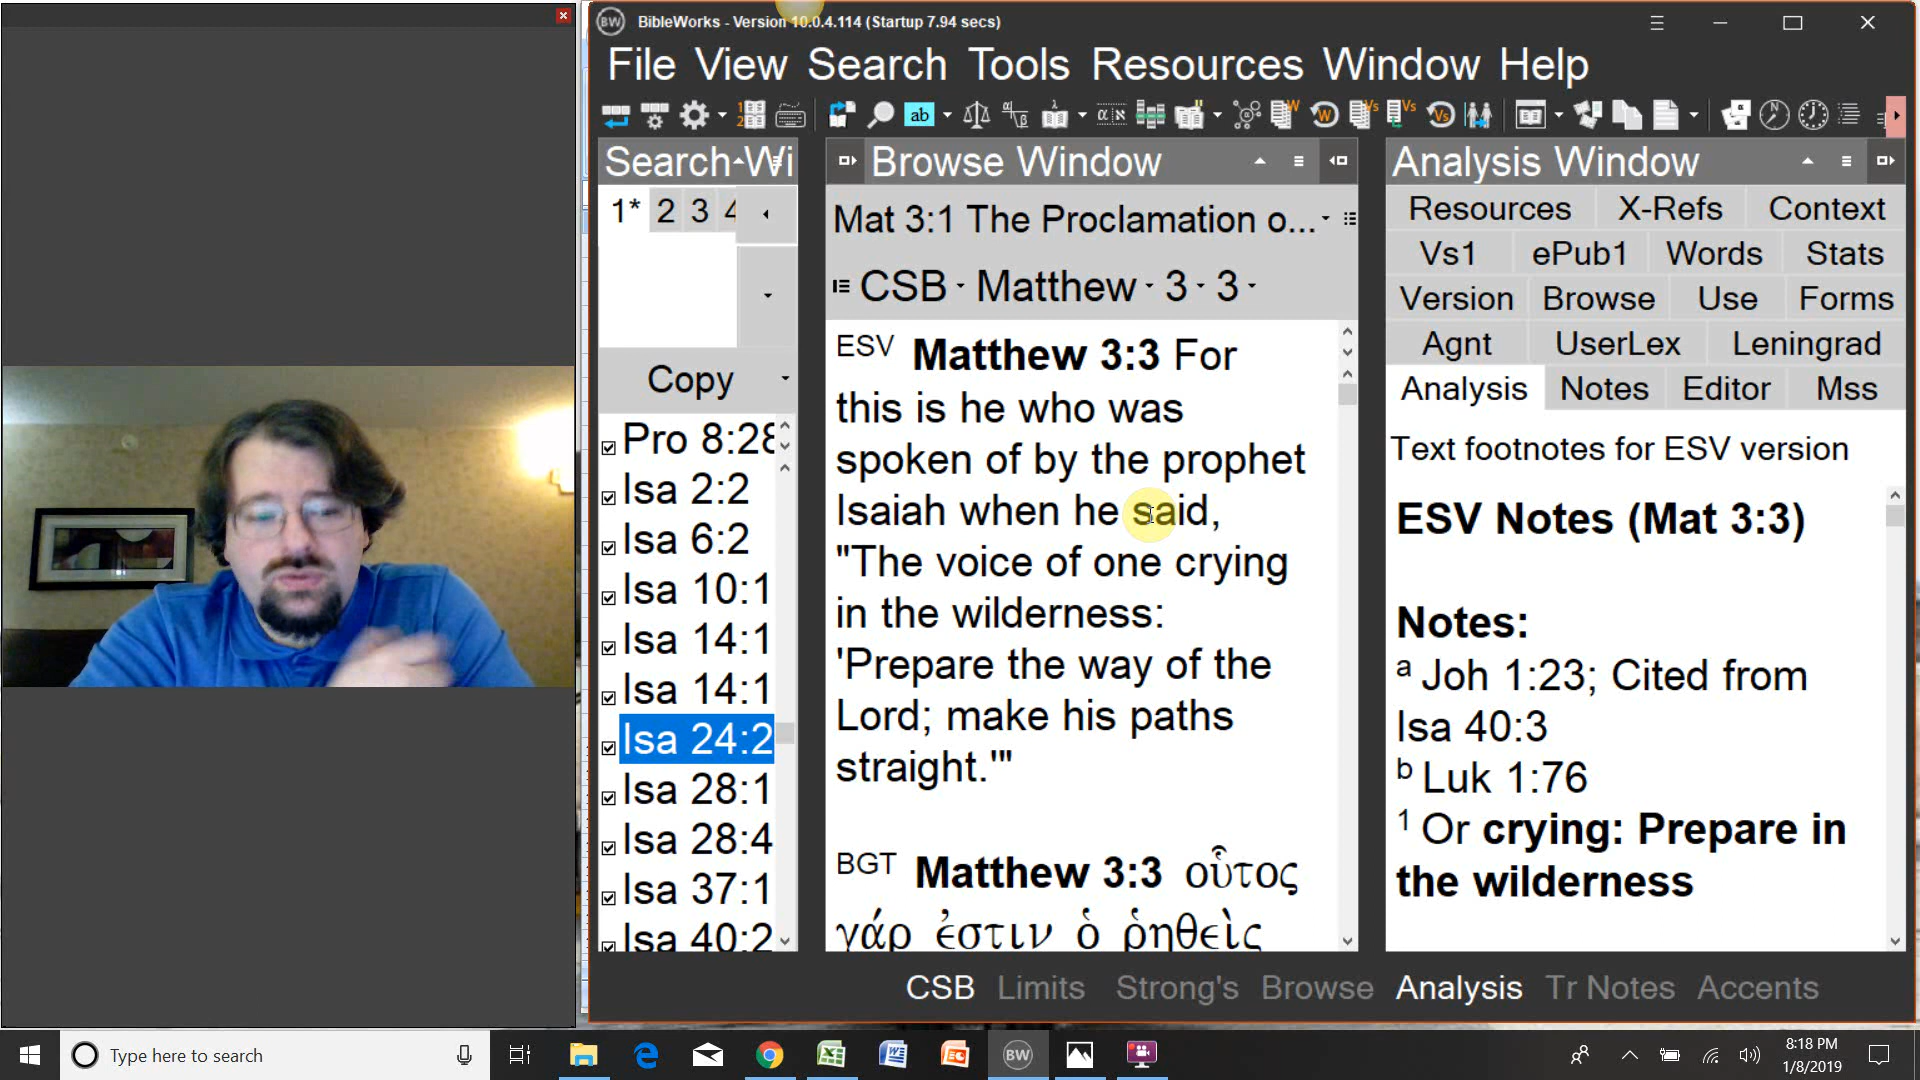 BibleWorks - Version 10.0.4.114 (Startup 7.94 secs)
File View Search Tools Resources Window Help
Search-Wi
1* 2 3 4
Copy
Pro 8:28
Isa 2:2
Isa 6:2
Isa 10:1
Isa 14:1
Isa 14:1
Isa 24:2
Isa 28:1
Isa 28:4
Isa 37:1
Isa 40:2
Browse Window
Mat 3:1 The Proclamation o...
CSB Matthew 3 3
ESV Matthew 3:3 For
this is he who was
spoken of by the prophet
Isaiah when he said,
"The voice of one crying
in the wilderness:
'Prepare the way of the
Lord; make his paths
straight.'"
BGT Matthew 3:3 οὗτος
γάρ ἐστιν ὁ ῥηθεὶς
Analysis Window
Resources X-Refs Context
Vs1 ePub1 Words Stats
Version Browse Use Forms
Agnt UserLex Leningrad
Analysis Notes Editor Mss
Text footnotes for ESV version
ESV Notes (Mat 3:3)
Notes:
a Joh 1:23; Cited from
Isa 40:3
b Luk 1:76
1 Or crying: Prepare in
the wilderness
CSB Limits Strong's Browse Analysis Tr Notes Accents
Type here to search
BW
8:18 PM
1/8/2019